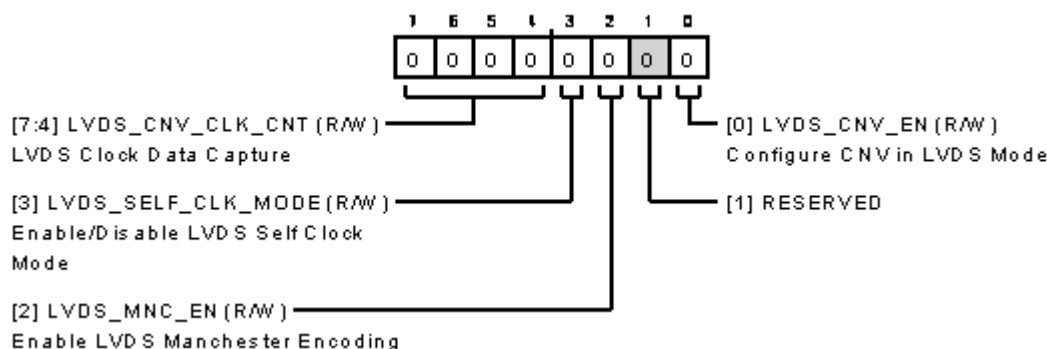 7 6 5 4 3 2 1 0
0 0 0 0 0 0 0 0
[7:4] LVDS_CNV_CLK_CNT (R/W)
LVDS Clock Data Capture
[0] LVDS_CNV_EN (R/W)
Configure CNV in LVDS Mode
[3] LVDS_SELF_CLK_MODE (R/W)
Enable/Disable LVDS Self Clock
Mode
[1] RESERVED
[2] LVDS_MNC_EN (R/W)
Enable LVDS Manchester Encoding